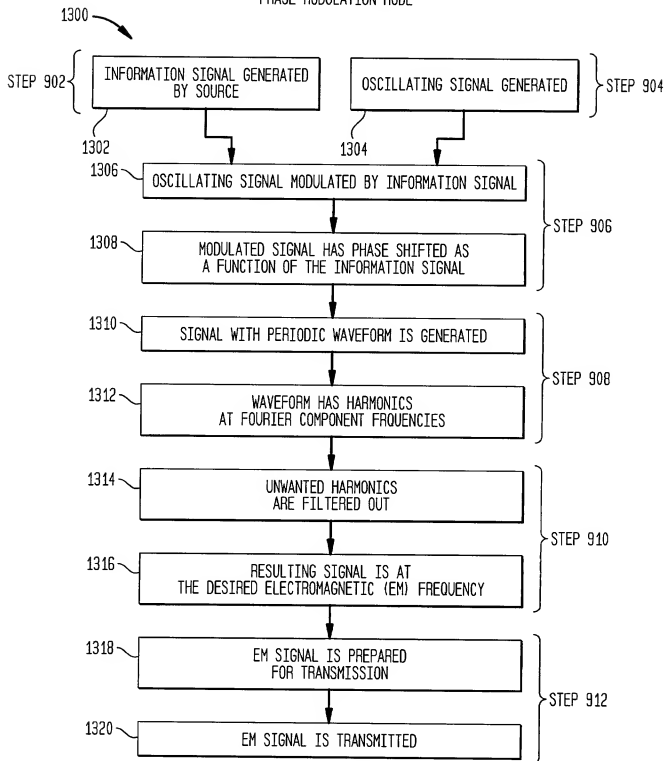 PHASE MODULATION MODE
1300
STEP 902
INFORMATION SIGNAL GENERATED
BY SOURCE
OSCILLATING SIGNAL GENERATED
STEP 904
1302
1304
1306
OSCILLATING SIGNAL MODULATED BY INFORMATION SIGNAL
STEP 906
1308
MODULATED SIGNAL HAS PHASE SHIFTED AS
A FUNCTION OF THE INFORMATION SIGNAL
1310
SIGNAL WITH PERIODIC WAVEFORM IS GENERATED
STEP 908
1312
WAVEFORM HAS HARMONICS
AT FOURIER COMPONENT FRQUENCIES
1314
UNWANTED HARMONICS
ARE FILTERED OUT
STEP 910
1316
RESULTING SIGNAL IS AT
THE DESIRED ELECTROMAGNETIC (EM) FREQUENCY
1318
EM SIGNAL IS PREPARED
FOR TRANSMISSION
STEP 912
1320
EM SIGNAL IS TRANSMITTED